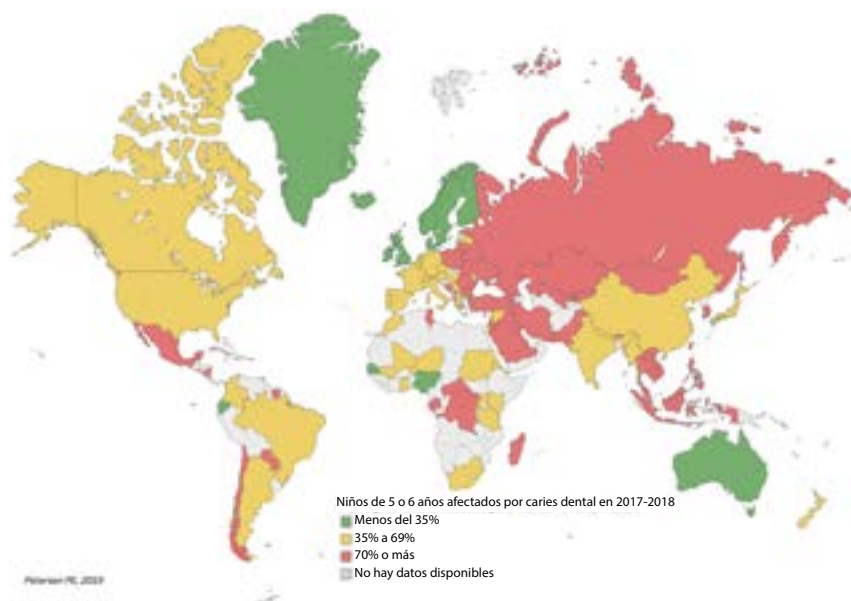 Niños de 5 o 6 años afectados por caries dental en 2017-2018
Menos del 35%
35% a 69%
70% o más
No hay datos disponibles
Petersen PE, 2019